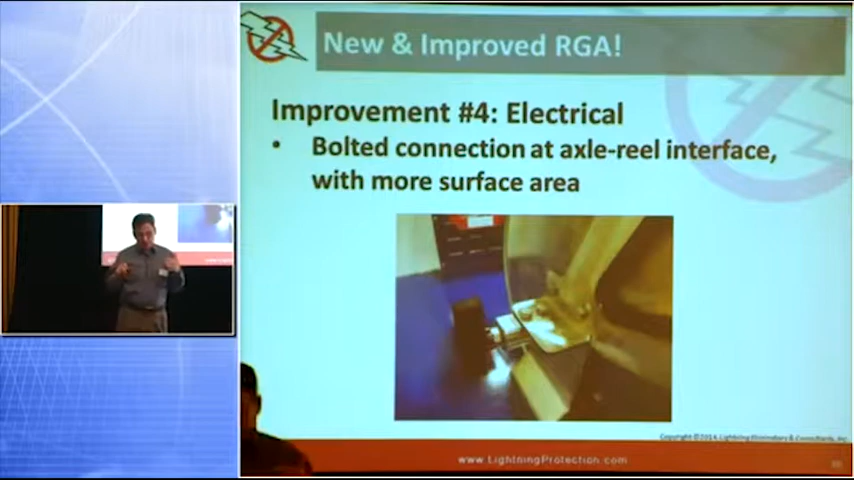 New & Improved RGA!
Improvement #4: Electrical
• Bolted connection at axle-reel interface,
with more surface area
Copyright ©2014 Lightning Eliminators & Consultants, Inc.
www.LightningProtection.com